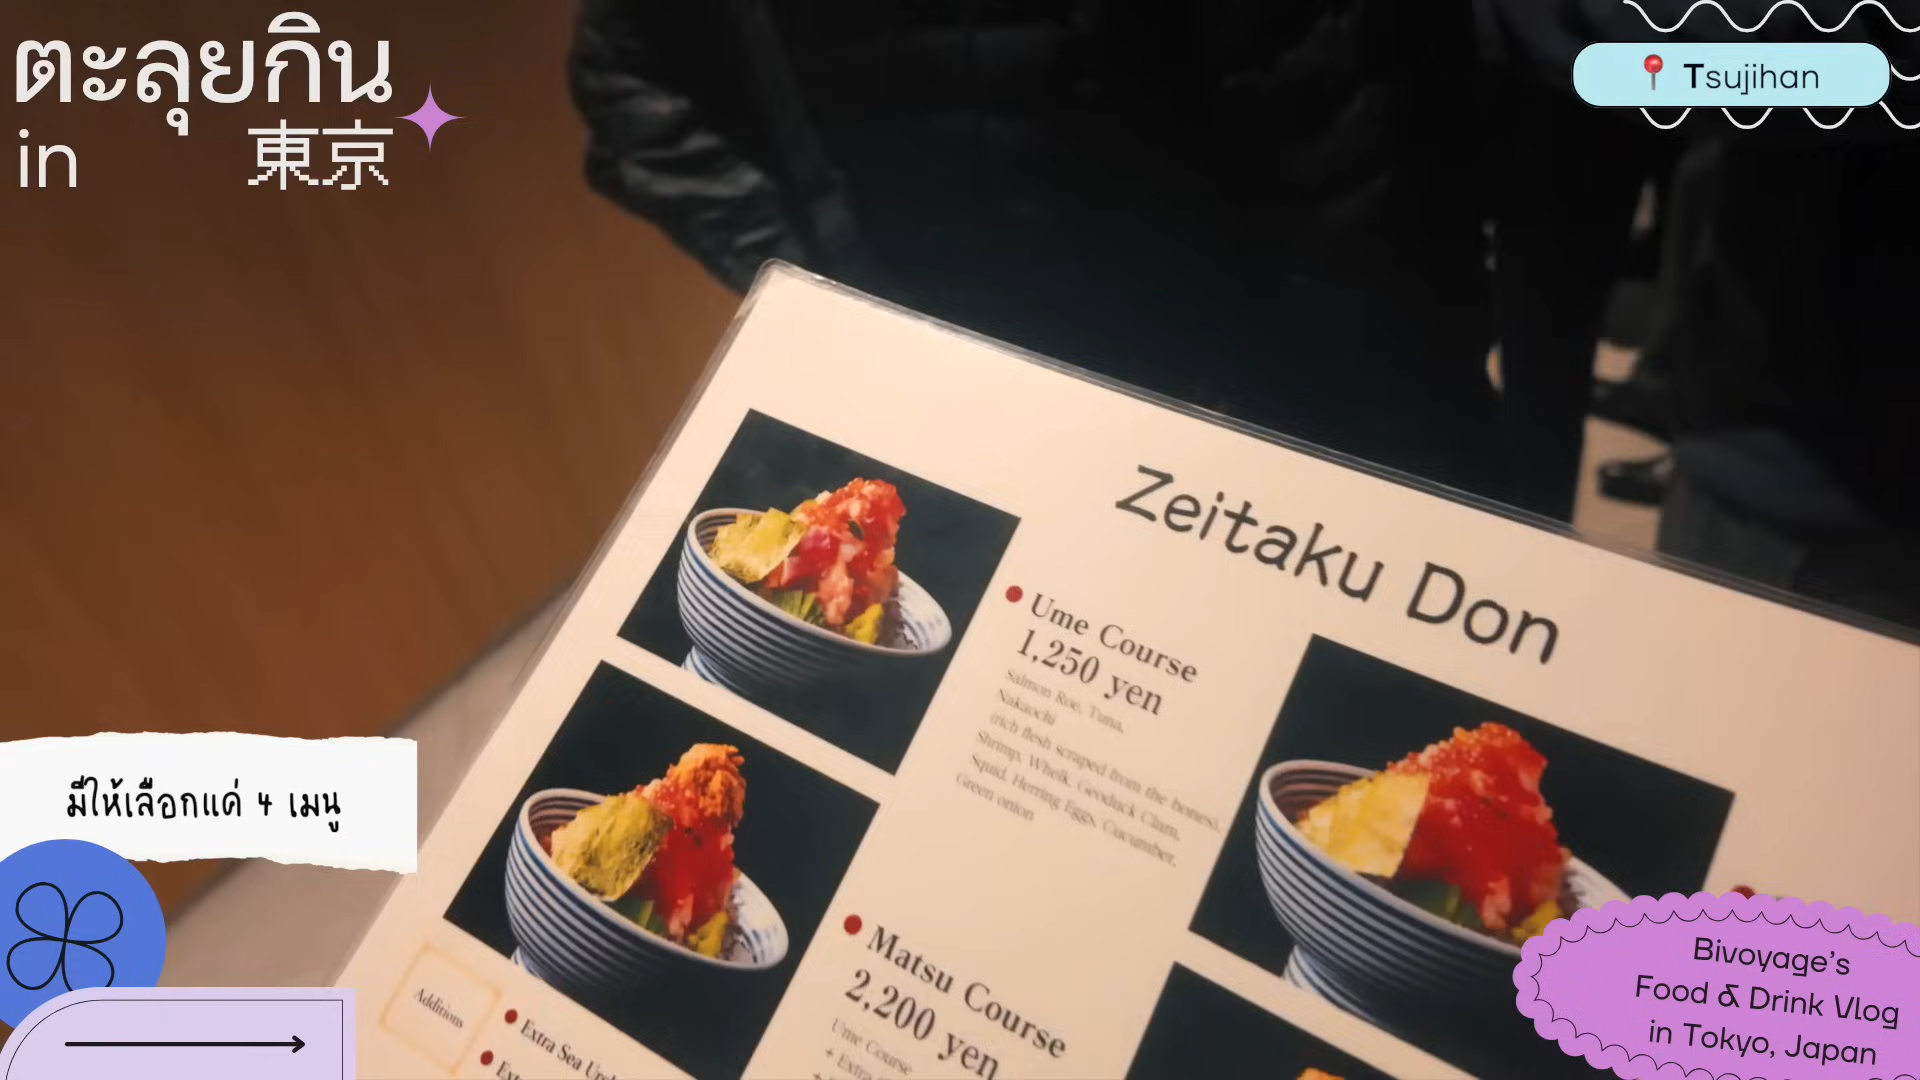 ตะลุยกิน
in 東京
📍 Tsujihan
Zeitaku Don
Ume Course
1,250 yen
Salmon Roe, Tuna,
Nakaochi
(rich flesh scraped from the bones),
Shrimp, Whelk, Geoduck Clam,
Squid, Herring Eggs, Cucumber,
Green onion
Matsu Course
2,200 yen
Ume Course
+ Extra
Additions
Extra Sea
มีให้เลือกแค่ 4 เมนู
Bivoyage's
Food & Drink Vlog
in Tokyo, Japan